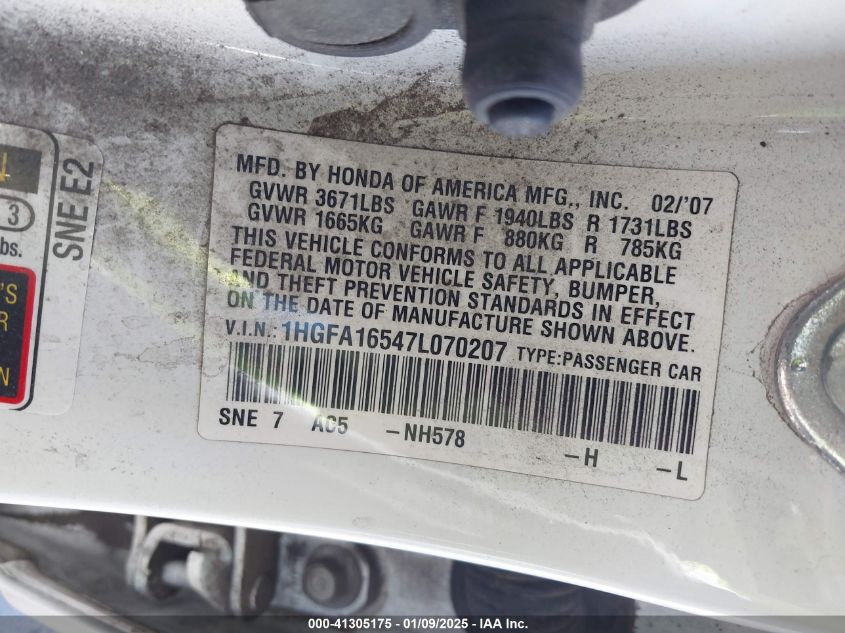 MFD. BY HONDA OF AMERICA MFG., INC. 02/'07
GVWR 3671LBS GAWR F 1940LBS R 1731LBS
GVWR 1665KG GAWR F 880KG R 785KG
THIS VEHICLE CONFORMS TO ALL APPLICABLE
FEDERAL MOTOR VEHICLE SAFETY, BUMPER,
AND THEFT PREVENTION STANDARDS IN EFFECT
ON THE DATE OF MANUFACTURE SHOWN ABOVE.
V.I.N.: 1HGFA16547L070207 TYPE:PASSENGER CAR
SNE 7 AC5 -NH578 -H -L
SNE E2
3
bs.
'S
R
N
000-41305175 - 01/09/2025 - IAA Inc.